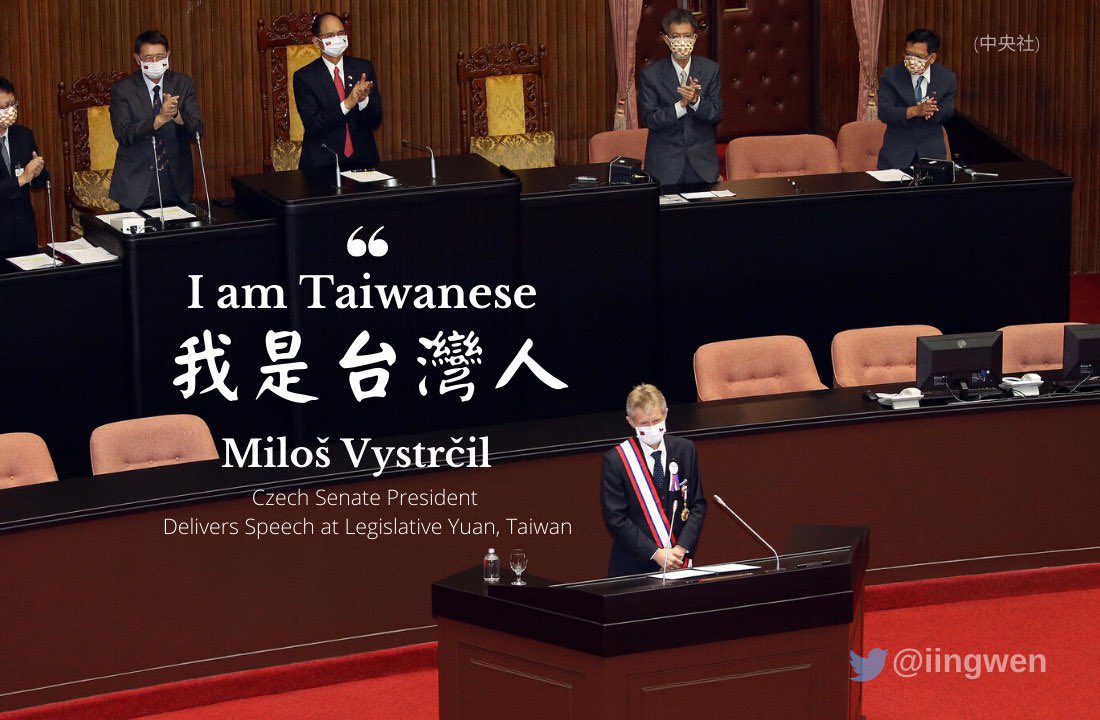 (中央社)
❝
I am Taiwanese
我是台灣人
Miloš Vystrčil
Czech Senate President
Delivers Speech at Legislative Yuan, Taiwan
@iingwen